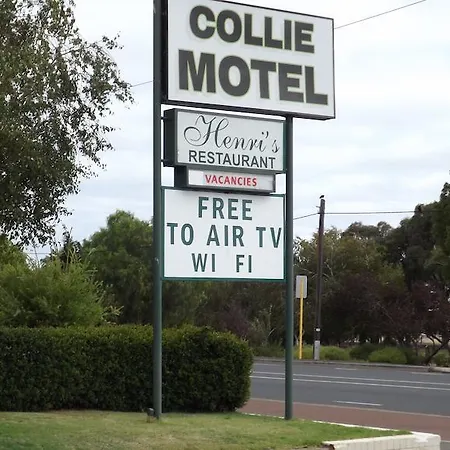 COLLIE
MOTEL
Henri's
RESTAURANT
VACANCIES
FREE
TO AIR TV
WI FI